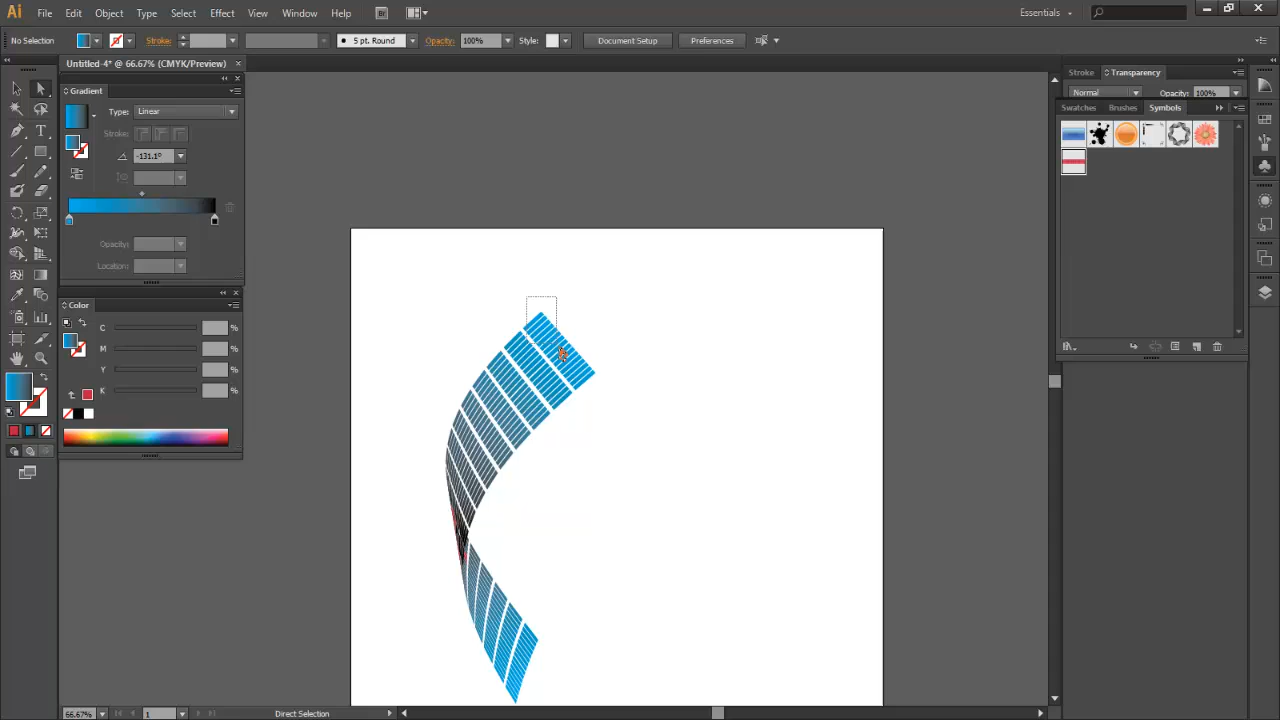 Ai File Edit Object Type Select Effect View Window Help Br Essentials
No Selection Stroke: 5 pt. Round Opacity: 100% Style: Document Setup Preferences
Untitled-4* @ 66.67% (CMYK/Preview) ×
Gradient
Type: Linear
Stroke:
-131.1°
Opacity:
Location:
Color
C %
M %
Y %
K %
Stroke Transparency
Normal Opacity: 100%
Swatches Brushes Symbols
66.67% 1 Direct Selection